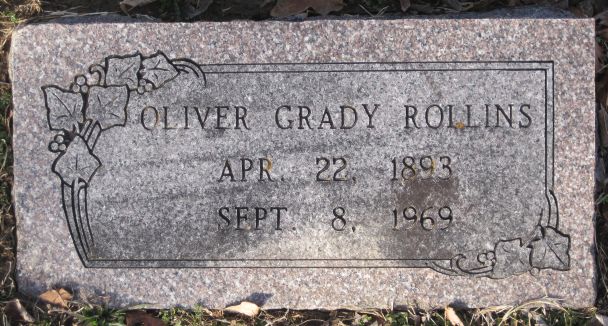 OLIVER GRADY ROLLINS
APR. 22, 1893
SEPT. 8, 1969